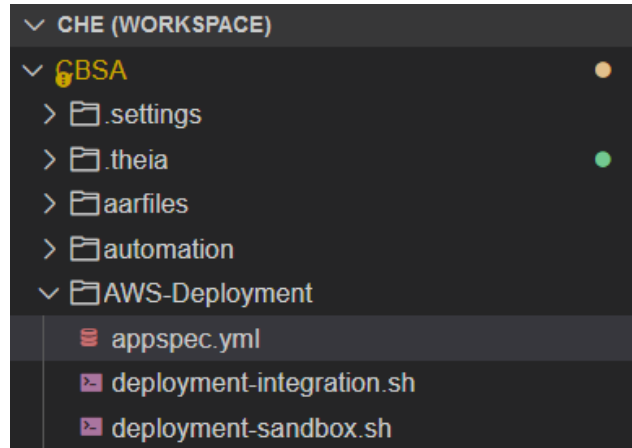 CHE (WORKSPACE)
CBSA
.settings
.theia
aarfiles
automation
AWS-Deployment
appspec.yml
deployment-integration.sh
deployment-sandbox.sh